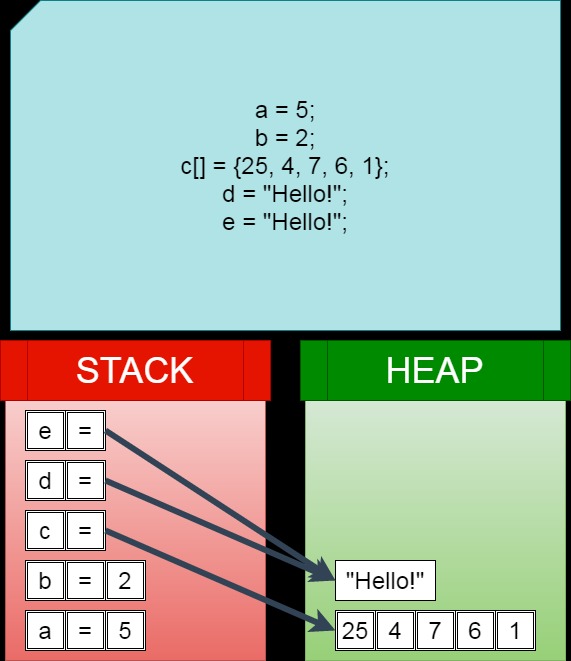 a = 5;
b = 2;
c[] = {25, 4, 7, 6, 1};
d = "Hello!";
e = "Hello!";
STACK
HEAP
e =
d =
c =
b = 2
a = 5
"Hello!"
25 4 7 6 1